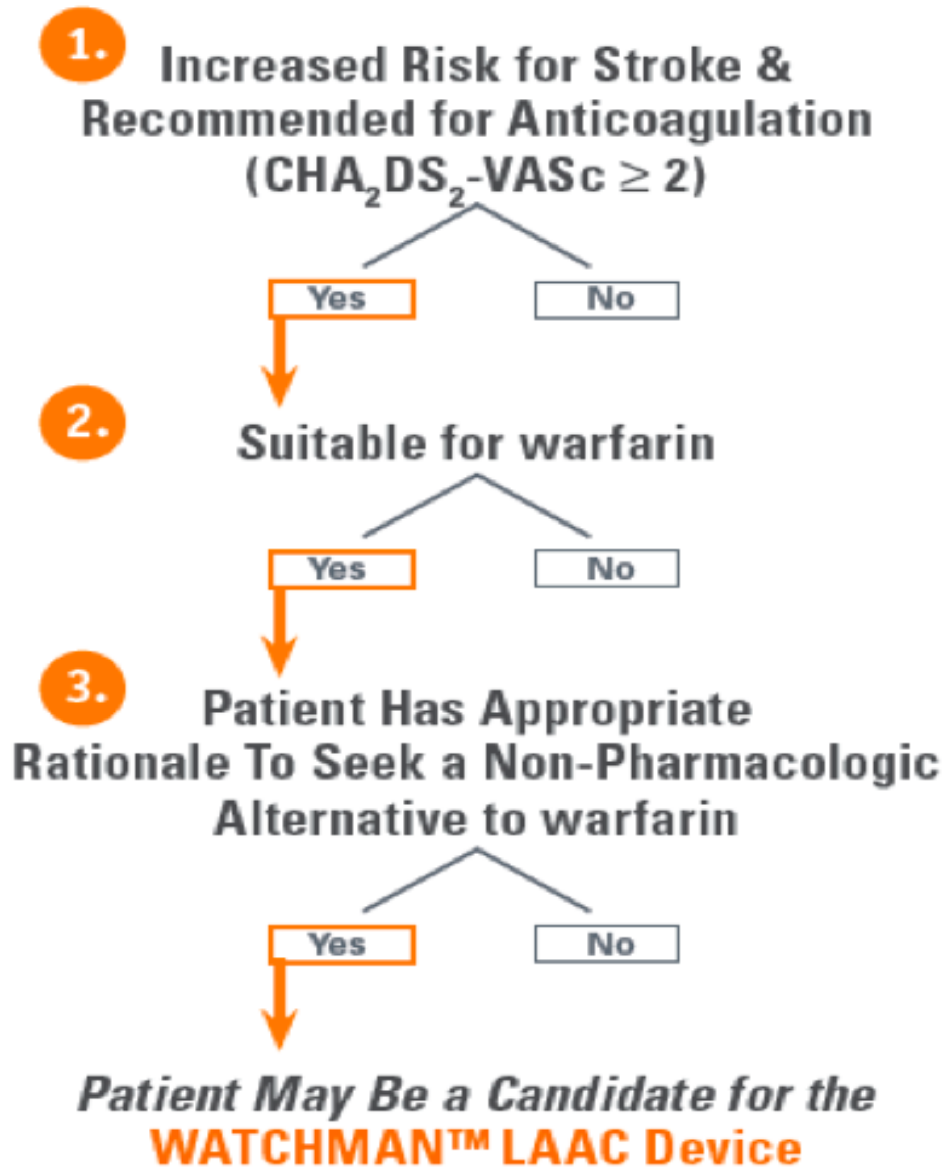 1.
Increased Risk for Stroke &
Recommended for Anticoagulation
(CHA₂DS₂-VASc ≥ 2)
Yes
No
2.
Suitable for warfarin
Yes
No
3.
Patient Has Appropriate
Rationale To Seek a Non-Pharmacologic
Alternative to warfarin
Yes
No
Patient May Be a Candidate for the
WATCHMAN™ LAAC Device